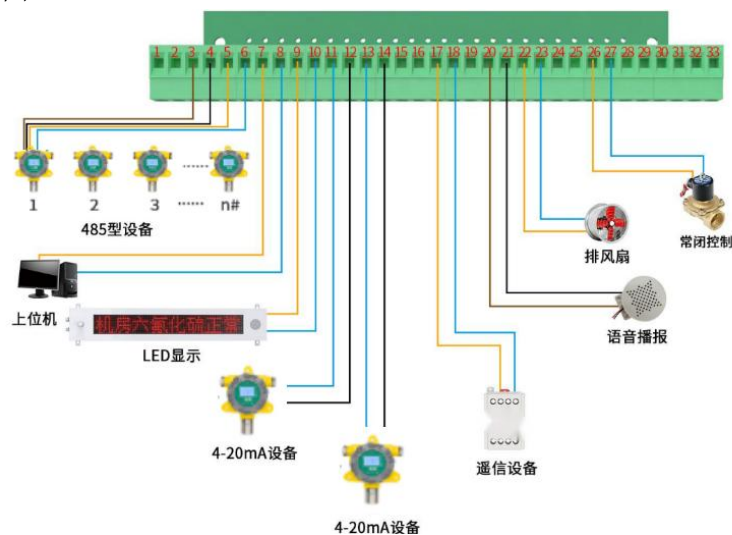 1 2 3 4 5 6 7 8 9 10 11 12 13 14 15 16 17 18 19 20 21 22 23 24 25 26 27 28 29 30 31 32 33
1 2 3 ...... n#
485型设备
常闭控制
排风扇
上位机
机房六氟化硫正常
LED显示
语音播报
4-20mA设备
遥信设备
4-20mA设备